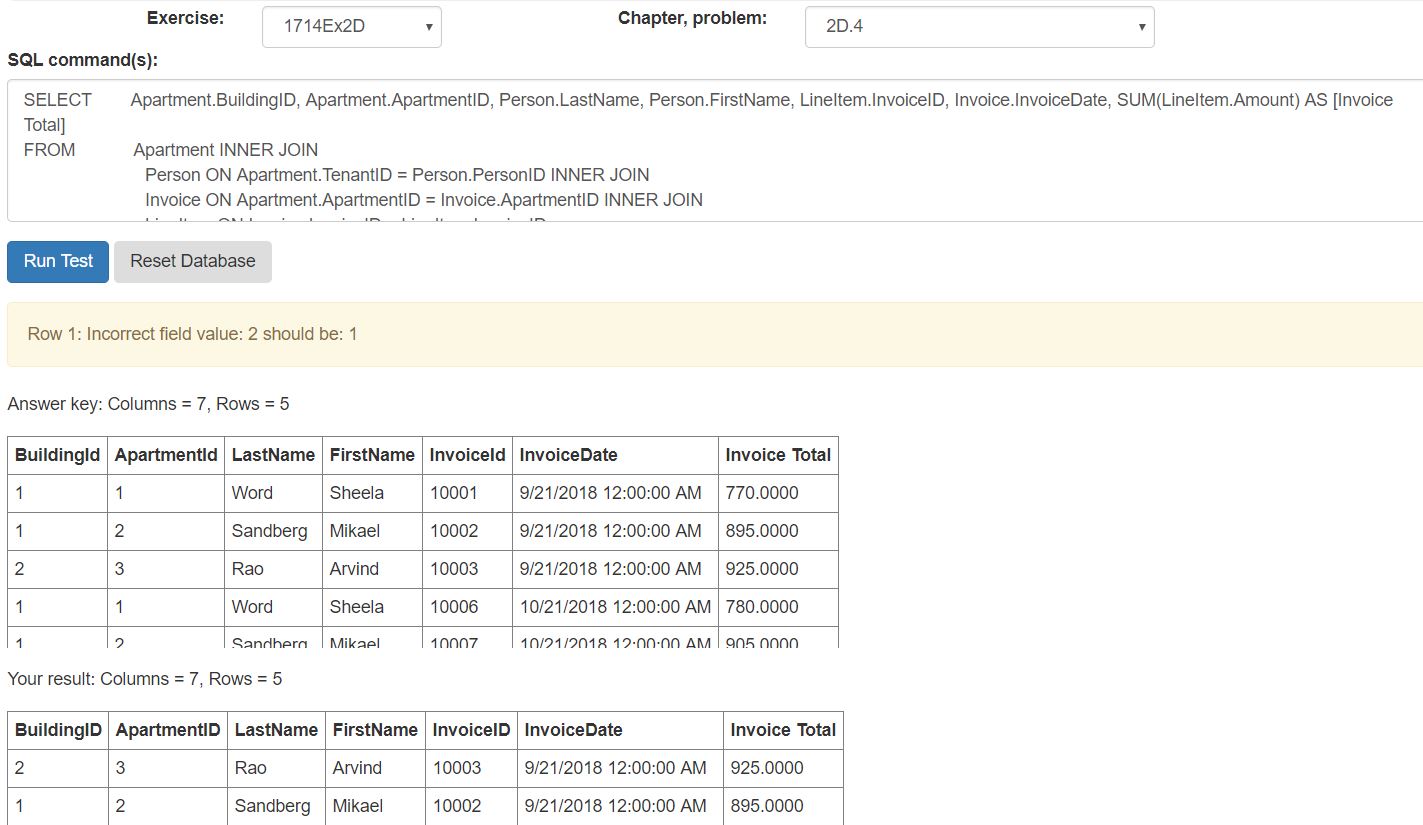 Exercise: 1714Ex2D Chapter, problem: 2D.4
SQL command(s):
SELECT Apartment.BuildingID, Apartment.ApartmentID, Person.LastName, Person.FirstName, LineItem.InvoiceID, Invoice.InvoiceDate, SUM(LineItem.Amount) AS [Invoice
Total]
FROM Apartment INNER JOIN
Person ON Apartment.TenantID = Person.PersonID INNER JOIN
Invoice ON Apartment.ApartmentID = Invoice.ApartmentID INNER JOIN
Run Test Reset Database
Row 1: Incorrect field value: 2 should be: 1
Answer key: Columns = 7, Rows = 5
BuildingId ApartmentId LastName FirstName InvoiceId InvoiceDate Invoice Total
1 1 Word Sheela 10001 9/21/2018 12:00:00 AM 770.0000
1 2 Sandberg Mikael 10002 9/21/2018 12:00:00 AM 895.0000
2 3 Rao Arvind 10003 9/21/2018 12:00:00 AM 925.0000
1 1 Word Sheela 10006 10/21/2018 12:00:00 AM 780.0000
1 2 Sandberg Mikael 10007 10/21/2018 12:00:00 AM 905.0000
Your result: Columns = 7, Rows = 5
BuildingID ApartmentID LastName FirstName InvoiceID InvoiceDate Invoice Total
2 3 Rao Arvind 10003 9/21/2018 12:00:00 AM 925.0000
1 2 Sandberg Mikael 10002 9/21/2018 12:00:00 AM 895.0000